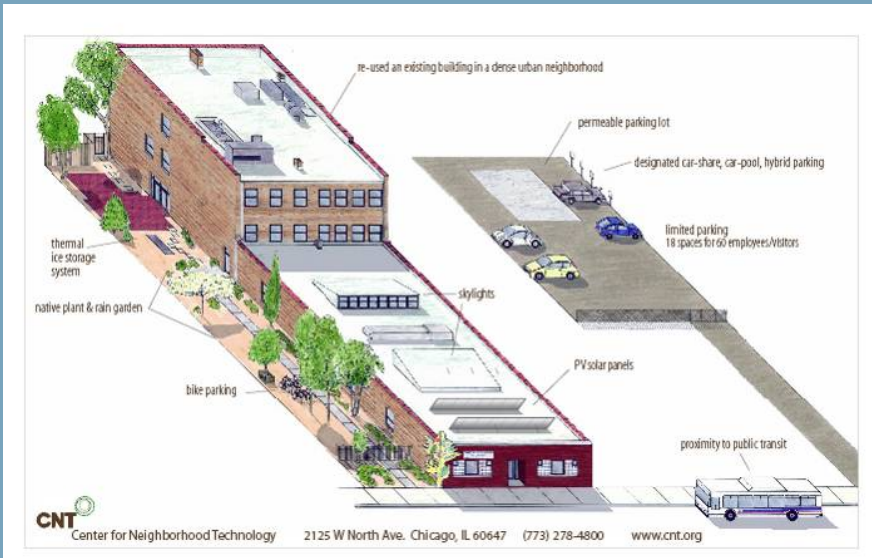 re-used an existing building in a dense urban neighborhood
permeable parking lot
designated car-share, car-pool, hybrid parking
limited parking
18 spaces for 60 employees/visitors
thermal
ice storage
system
native plant & rain garden
skylights
bike parking
PV solar panels
proximity to public transit
CNT
Center for Neighborhood Technology 2125 W North Ave. Chicago, IL 60647 (773) 278-4800 www.cnt.org